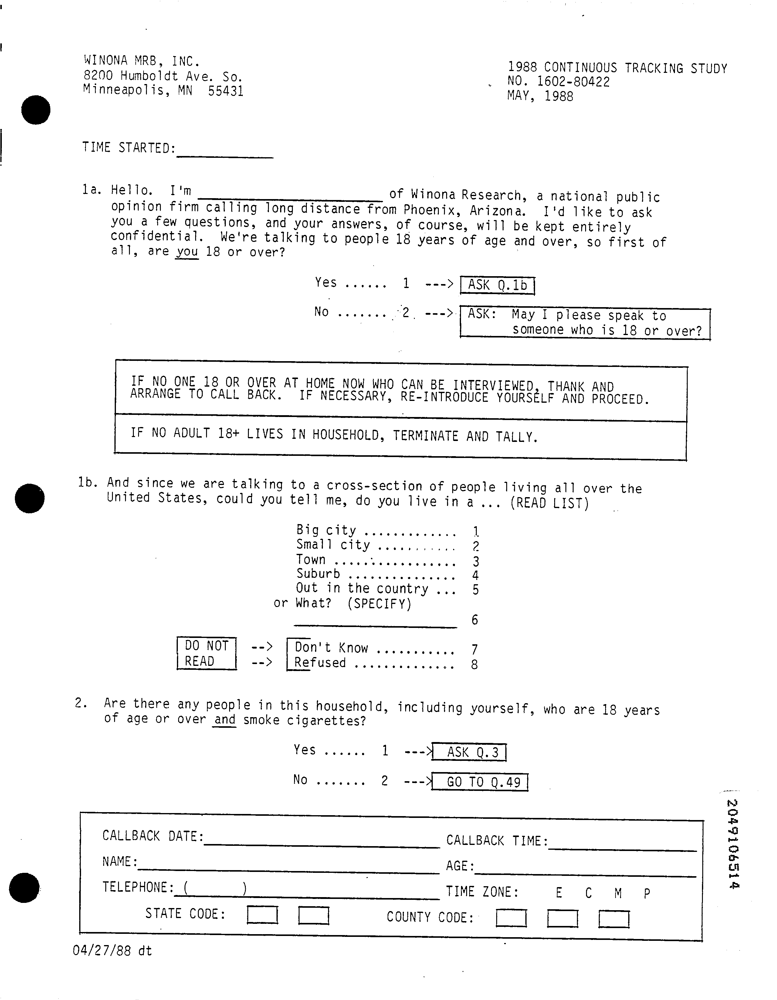 WINONA MRB, INC.
8200 Humboldt Ave. So.
Minneapolis, MN 55431
1988 CONTINUOUS TRACKING STUDY
NO. 1602-80422
MAY, 1988
TIME STARTED:____________
1a. Hello. I'm ________________________ of Winona Research, a national public
opinion firm calling long distance from Phoenix, Arizona. I'd like to ask
you a few questions, and your answers, of course, will be kept entirely
confidential. We're talking to people 18 years of age and over, so first of
all, are you 18 or over?
Yes ...... 1 ---> ASK Q.1b
No ....... 2 ---> ASK: May I please speak to
someone who is 18 or over?
IF NO ONE 18 OR OVER AT HOME NOW WHO CAN BE INTERVIEWED, THANK AND
ARRANGE TO CALL BACK. IF NECESSARY, RE-INTRODUCE YOURSELF AND PROCEED.
IF NO ADULT 18+ LIVES IN HOUSEHOLD, TERMINATE AND TALLY.
1b. And since we are talking to a cross-section of people living all over the
United States, could you tell me, do you live in a ... (READ LIST)
Big city ............. 1
Small city ........... 2
Town ................. 3
Suburb ............... 4
Out in the country ... 5
or What? (SPECIFY)
____________________ 6
DO NOT --> Don't Know ........... 7
READ --> Refused .............. 8
2. Are there any people in this household, including yourself, who are 18 years
of age or over and smoke cigarettes?
Yes ...... 1 ---> ASK Q.3
No ....... 2 ---> GO TO Q.49
CALLBACK DATE:____________ CALLBACK TIME:____________
NAME:____________ AGE:____________
TELEPHONE: ( ) ____________ TIME ZONE: E C M P
STATE CODE: COUNTY CODE:
04/27/88 dt
2049106514